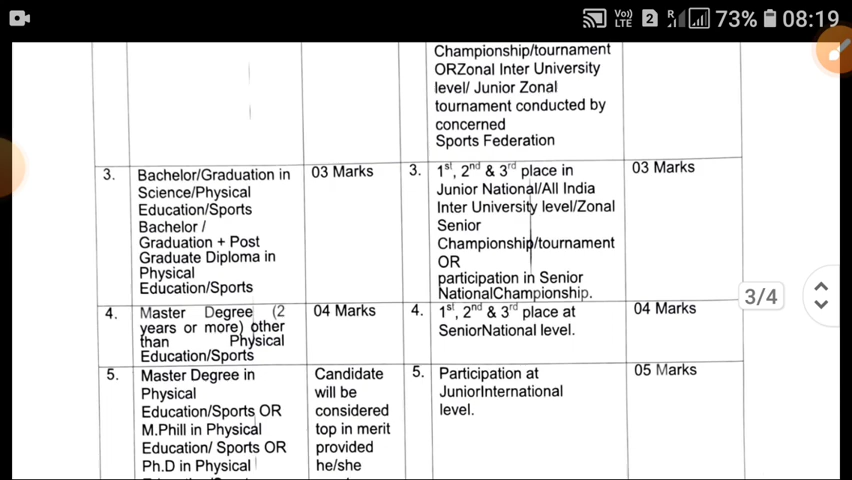 Vo)) LTE 2 R 73% 08:19
Championship/tournament
ORZonal Inter University
level/ Junior Zonal
tournament conducted by
concerned
Sports Federation
3. Bachelor/Graduation in
Science/Physical
Education/Sports
Bachelor /
Graduation + Post
Graduate Diploma in
Physical
Education/Sports
03 Marks
3. 1st, 2nd & 3rd place in
Junior National/All India
Inter University level/Zonal
Senior
Championship/tournament
OR
participation in Senior
NationalChampionship.
03 Marks
4. Master Degree (2
years or more) other
than Physical
Education/Sports
04 Marks
4. 1st, 2nd & 3rd place at
SeniorNational level.
04 Marks
5. Master Degree in
Physical
Education/Sports OR
M.Phill in Physical
Education/ Sports OR
Ph.D in Physical
Candidate
will be
considered
top in merit
provided
he/she
5. Participation at
JuniorInternational
level.
05 Marks
3/4